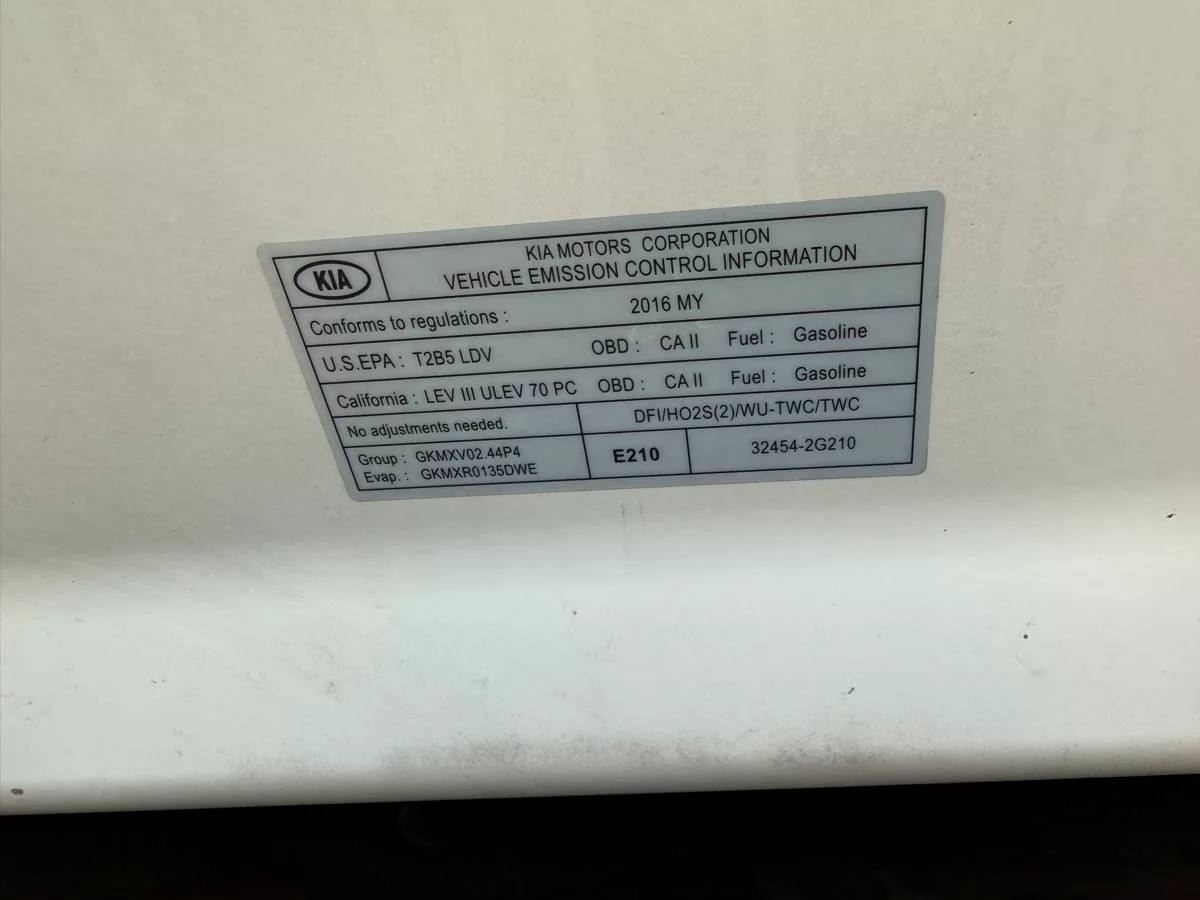 KIA
KIA MOTORS CORPORATION
VEHICLE EMISSION CONTROL INFORMATION
Conforms to regulations : 2016 MY
U.S.EPA : T2B5 LDV OBD : CA II Fuel : Gasoline
California : LEV III ULEV 70 PC OBD : CA II Fuel : Gasoline
No adjustments needed. DFI/HO2S(2)/WU-TWC/TWC
Group : GKMXV02.44P4
Evap. : GKMXR0135DWE
E210
32454-2G210